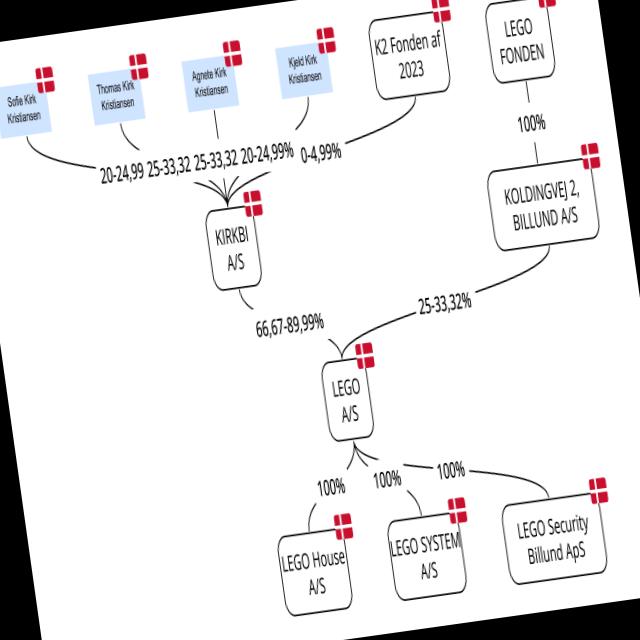 Sofie Kirk
Kristiansen
Thomas Kirk
Kristiansen
Agnete Kirk
Kristiansen
Kjeld Kirk
Kristiansen
K2 Fonden af
2023
LEGO
FONDEN
20-24,99
25-33,32
25-33,32
20-24,99%
0-4,99%
100%
KIRKBI
A/S
KOLDINGVEJ 2,
BILLUND A/S
66,67-89,99%
25-33,32%
LEGO
A/S
100%
100%
100%
LEGO House
A/S
LEGO SYSTEM
A/S
LEGO Security
Billund ApS